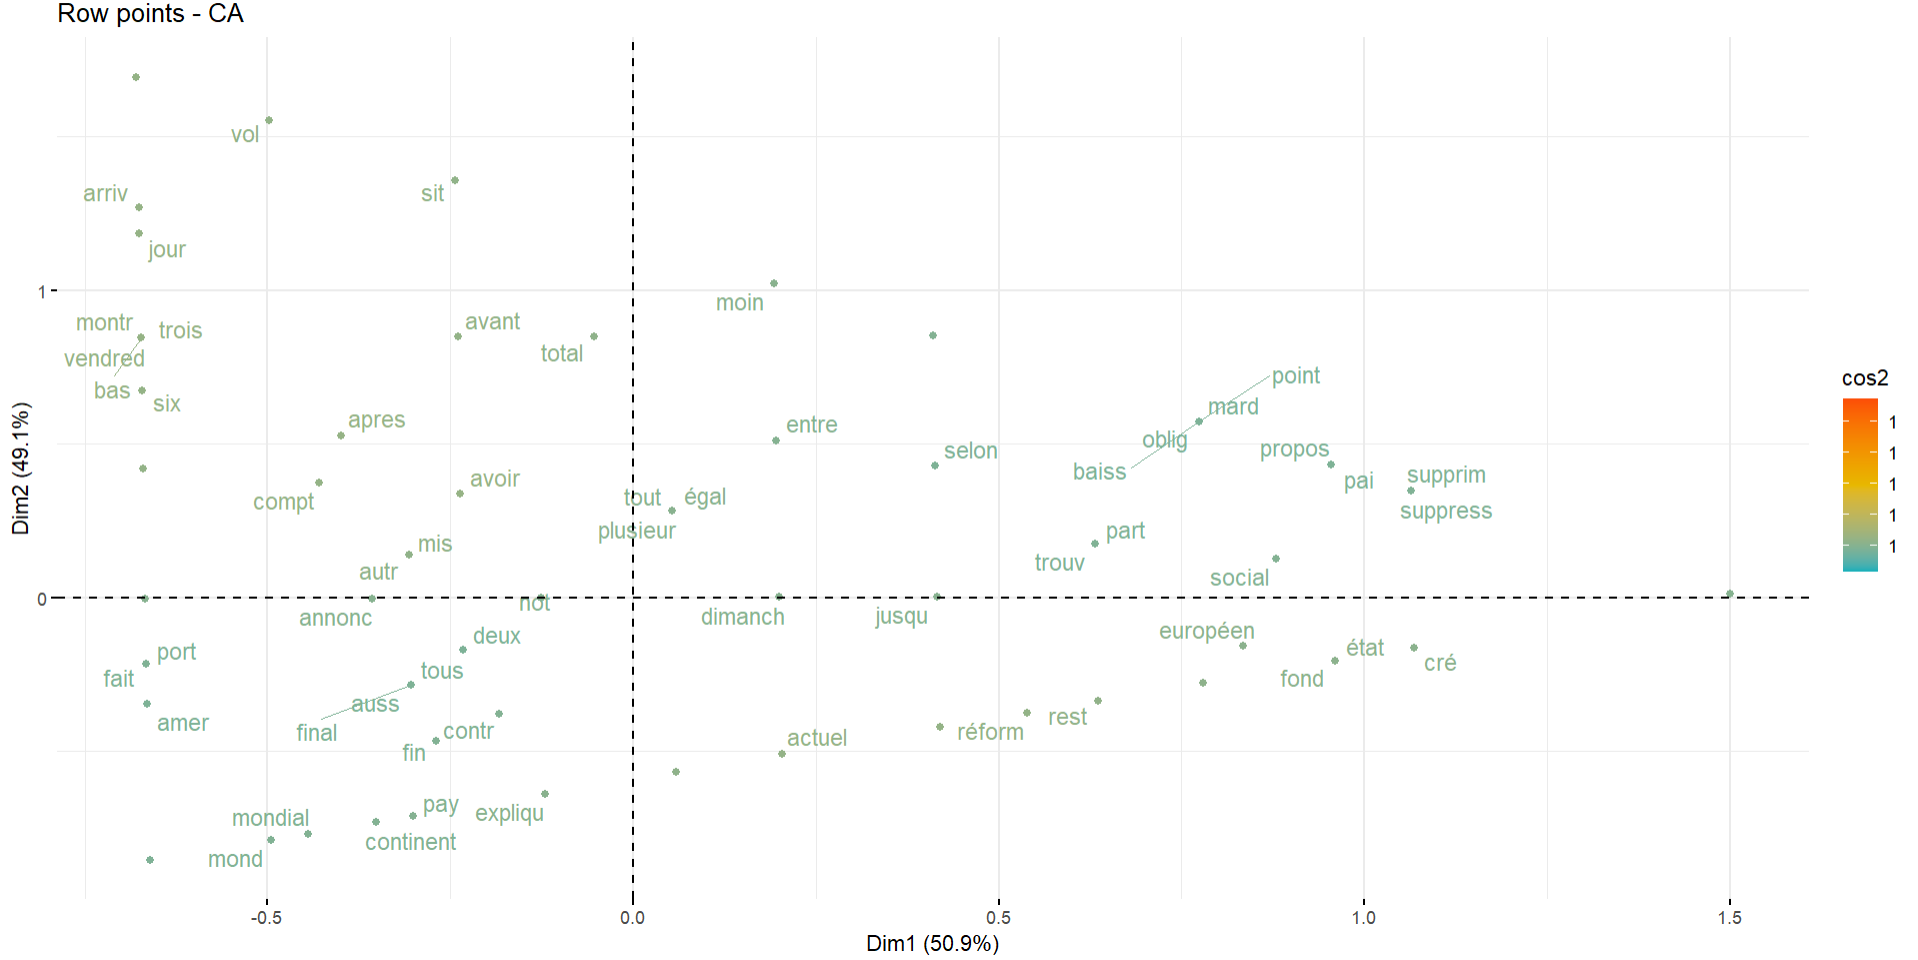 Row points - CA
vol
arriv
sit
jour
1
moin
montr
trois
avant
vendred
total
bas
six
point
mard
apres
entre
oblig
selon
propos
baiss
avoir
compt
pai
supprim
tout
égal
suppress
plusieur
mis
part
autr
trouv
social
0
not
annonc
dimanch
jusqu
deux
européen
port
état
tous
cré
fait
fond
auss
amer
final
contr
réform
rest
fin
actuel
pay
mondial
expliqu
continent
mond
-0.5
0.0
0.5
1.0
1.5
Dim1 (50.9%)
Dim2 (49.1%)
cos2
1
1
1
1
1